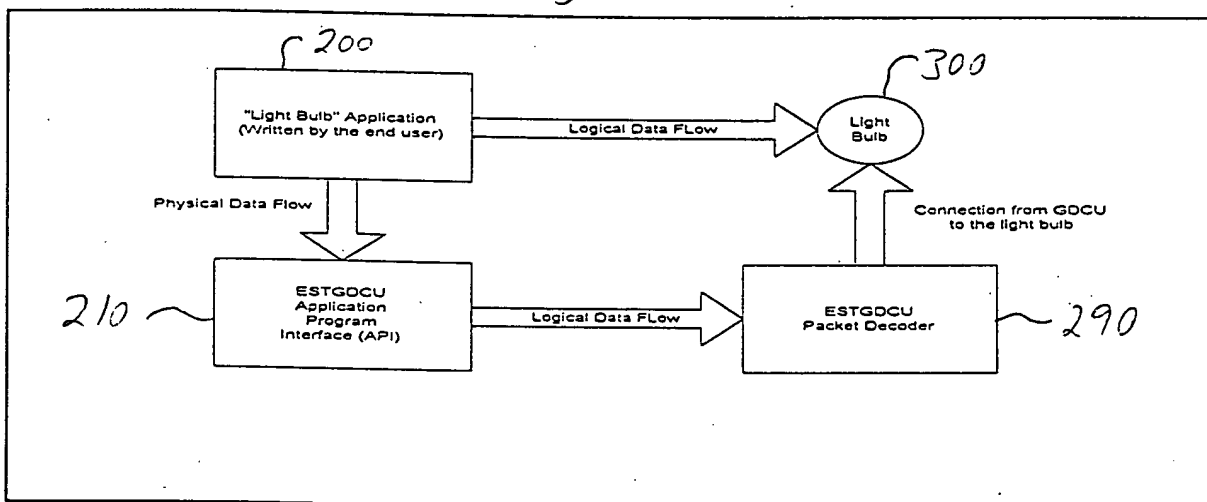 200
300
"Light Bulb" Application
(Written by the end user)
Logical Data FLow
Light
Bulb
Physical Data Flow
Connection from GDCU
to the light bulb
210
ESTGDCU
Application
Program
Interface (API)
Logical Data FLow
ESTGDCU
Packet Decoder
290